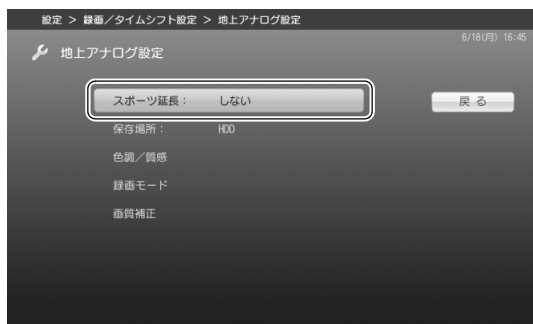 設定 > 録画／タイムシフト設定 > 地上アナログ設定
6/18(月) 16:45
地上アナログ設定
スポーツ延長： しない
戻る
保存場所： HDD
色調／質感
録画モード
画質補正